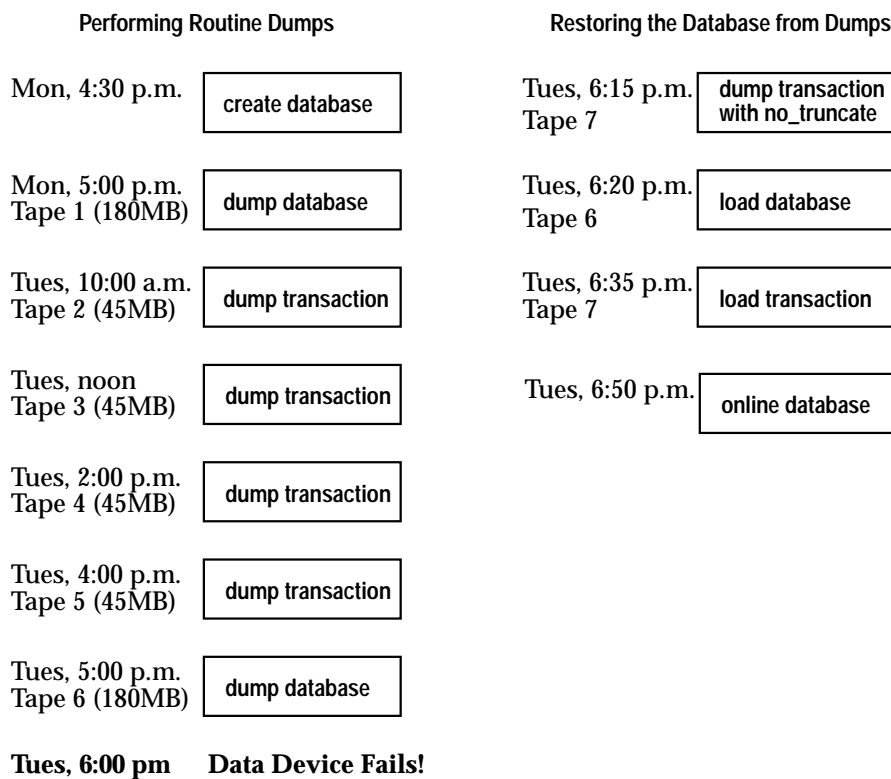 Performing Routine Dumps
Mon, 4:30 p.m.
create database
Mon, 5:00 p.m.
Tape 1 (180MB)
dump database
Tues, 10:00 a.m.
Tape 2 (45MB)
dump transaction
Tues, noon
Tape 3 (45MB)
dump transaction
Tues, 2:00 p.m.
Tape 4 (45MB)
dump transaction
Tues, 4:00 p.m.
Tape 5 (45MB)
dump transaction
Tues, 5:00 p.m.
Tape 6 (180MB)
dump database
Tues, 6:00 pm Data Device Fails!
Restoring the Database from Dumps
Tues, 6:15 p.m.
Tape 7
dump transaction
with no_truncate
Tues, 6:20 p.m.
Tape 6
load database
Tues, 6:35 p.m.
Tape 7
load transaction
Tues, 6:50 p.m.
online database